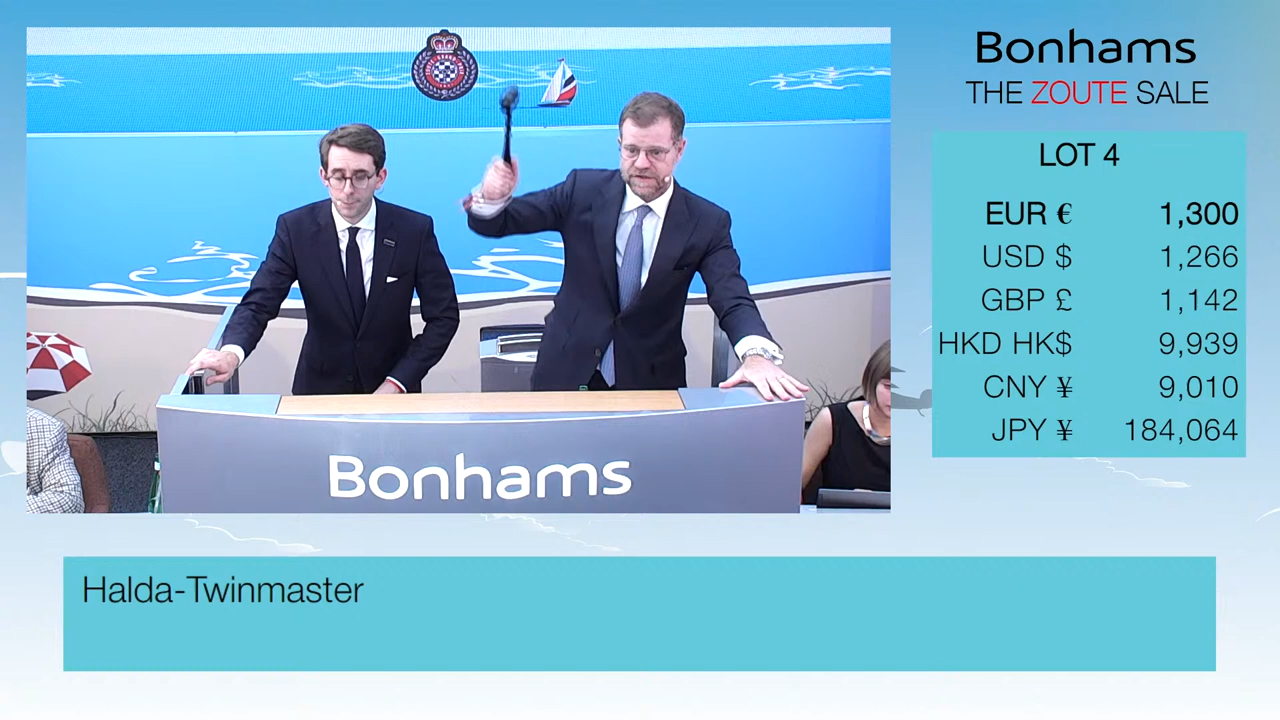 Bonhams
THE ZOUTE SALE
LOT 4
EUR € 1,300
USD $ 1,266
GBP £ 1,142
HKD HK$ 9,939
CNY ¥ 9,010
JPY ¥ 184,064
Bonhams
Halda-Twinmaster